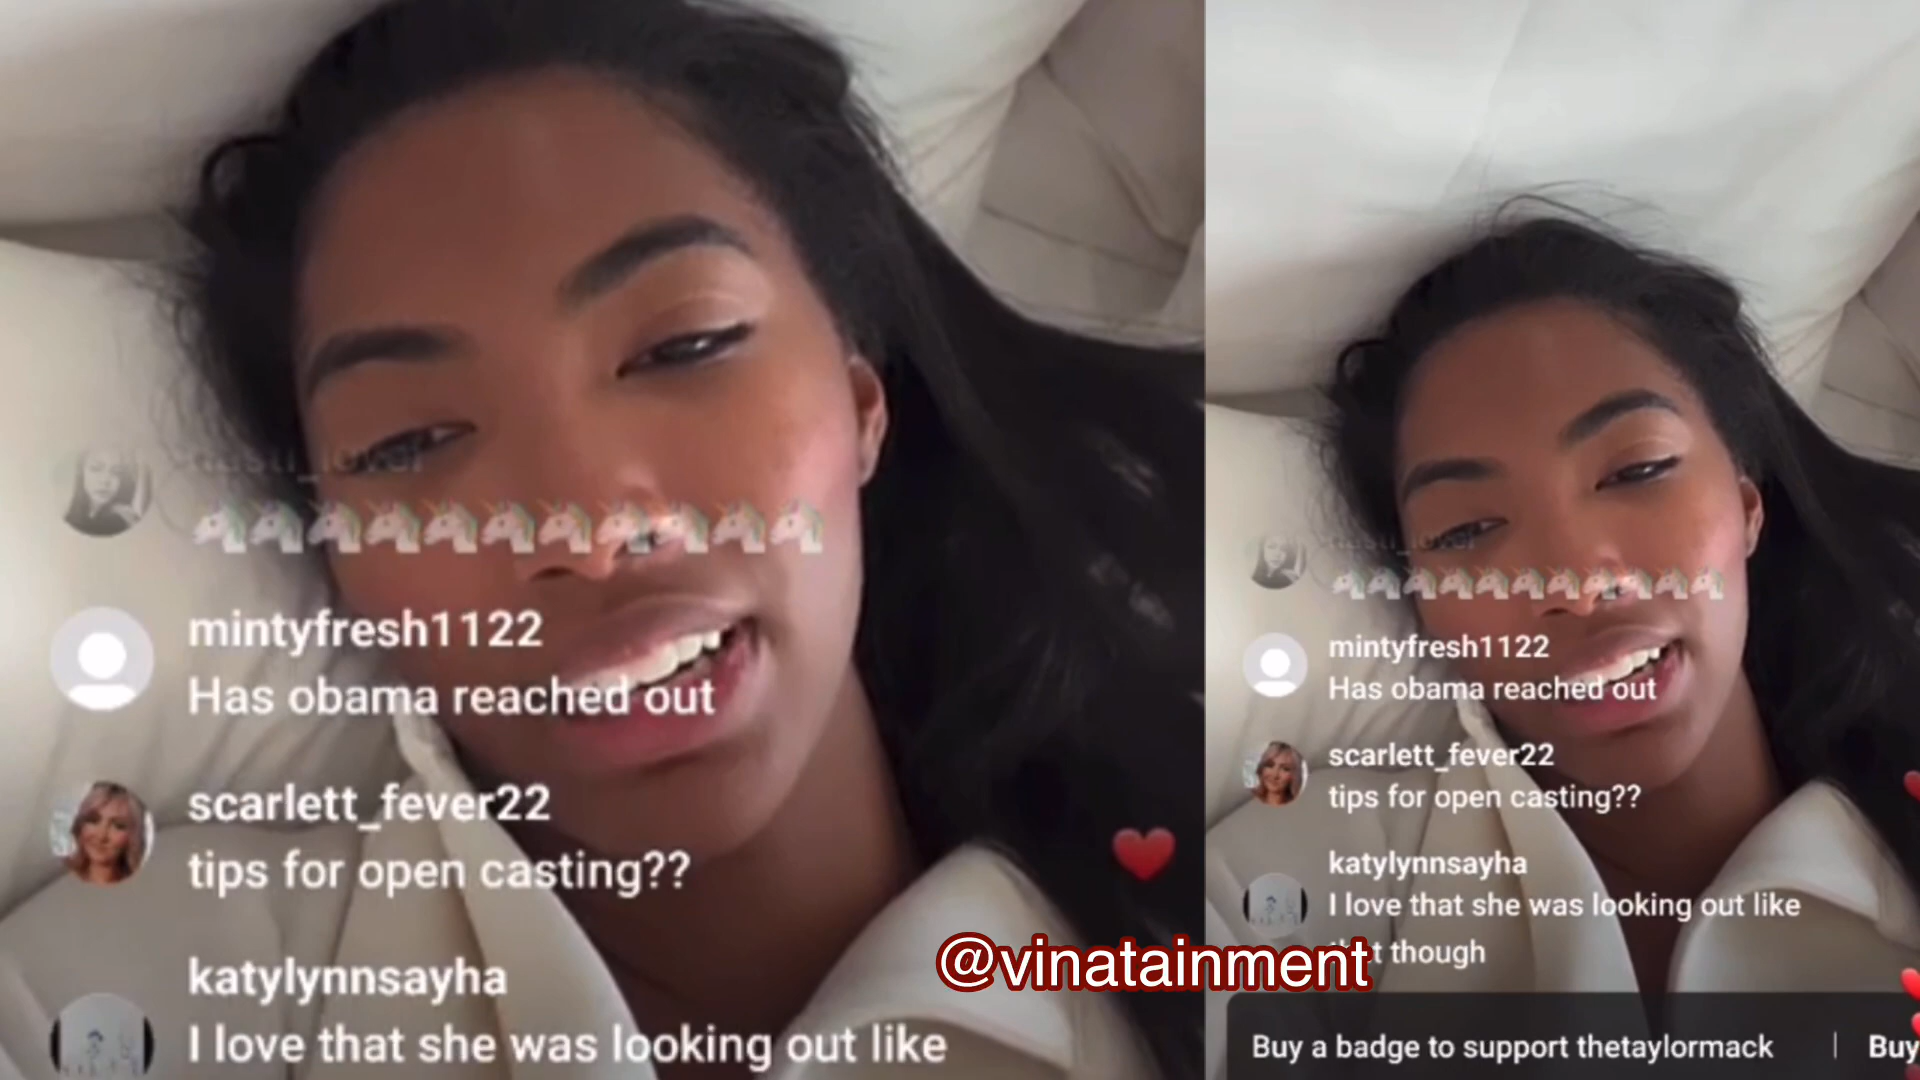 mintyfresh1122
Has obama reached out
scarlett_fever22
tips for open casting??
katylynnsayha
I love that she was looking out like
mintyfresh1122
Has obama reached out
scarlett_fever22
tips for open casting??
katylynnsayha
I love that she was looking out like
though
@vinatainment
Buy a badge to support thetaylormack | Buy